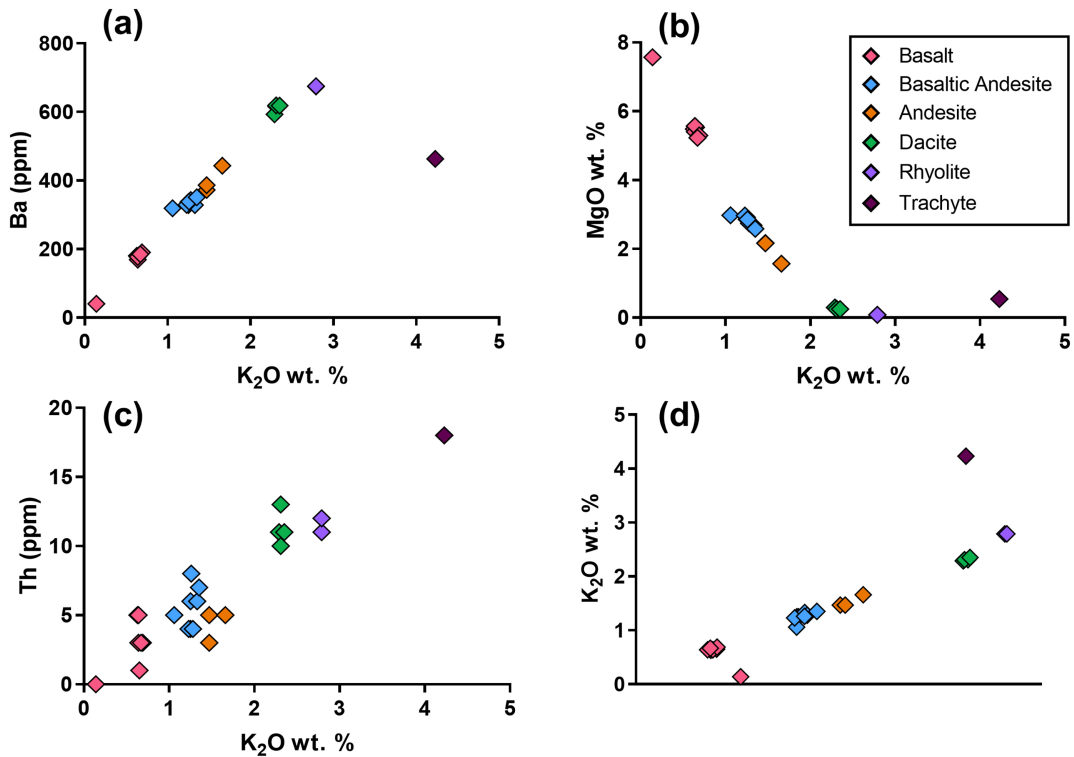 (a)
800
600
400
200
0
Ba (ppm)
0 1 2 3 4 5
K₂O wt. %
(b)
8
6
4
2
0
MgO wt. %
0 1 2 3 4 5
K₂O wt. %
Basalt
Basaltic Andesite
Andesite
Dacite
Rhyolite
Trachyte
(c)
20
15
10
5
0
Th (ppm)
0 1 2 3 4 5
K₂O wt. %
(d)
5
4
3
2
1
0
K₂O wt. %